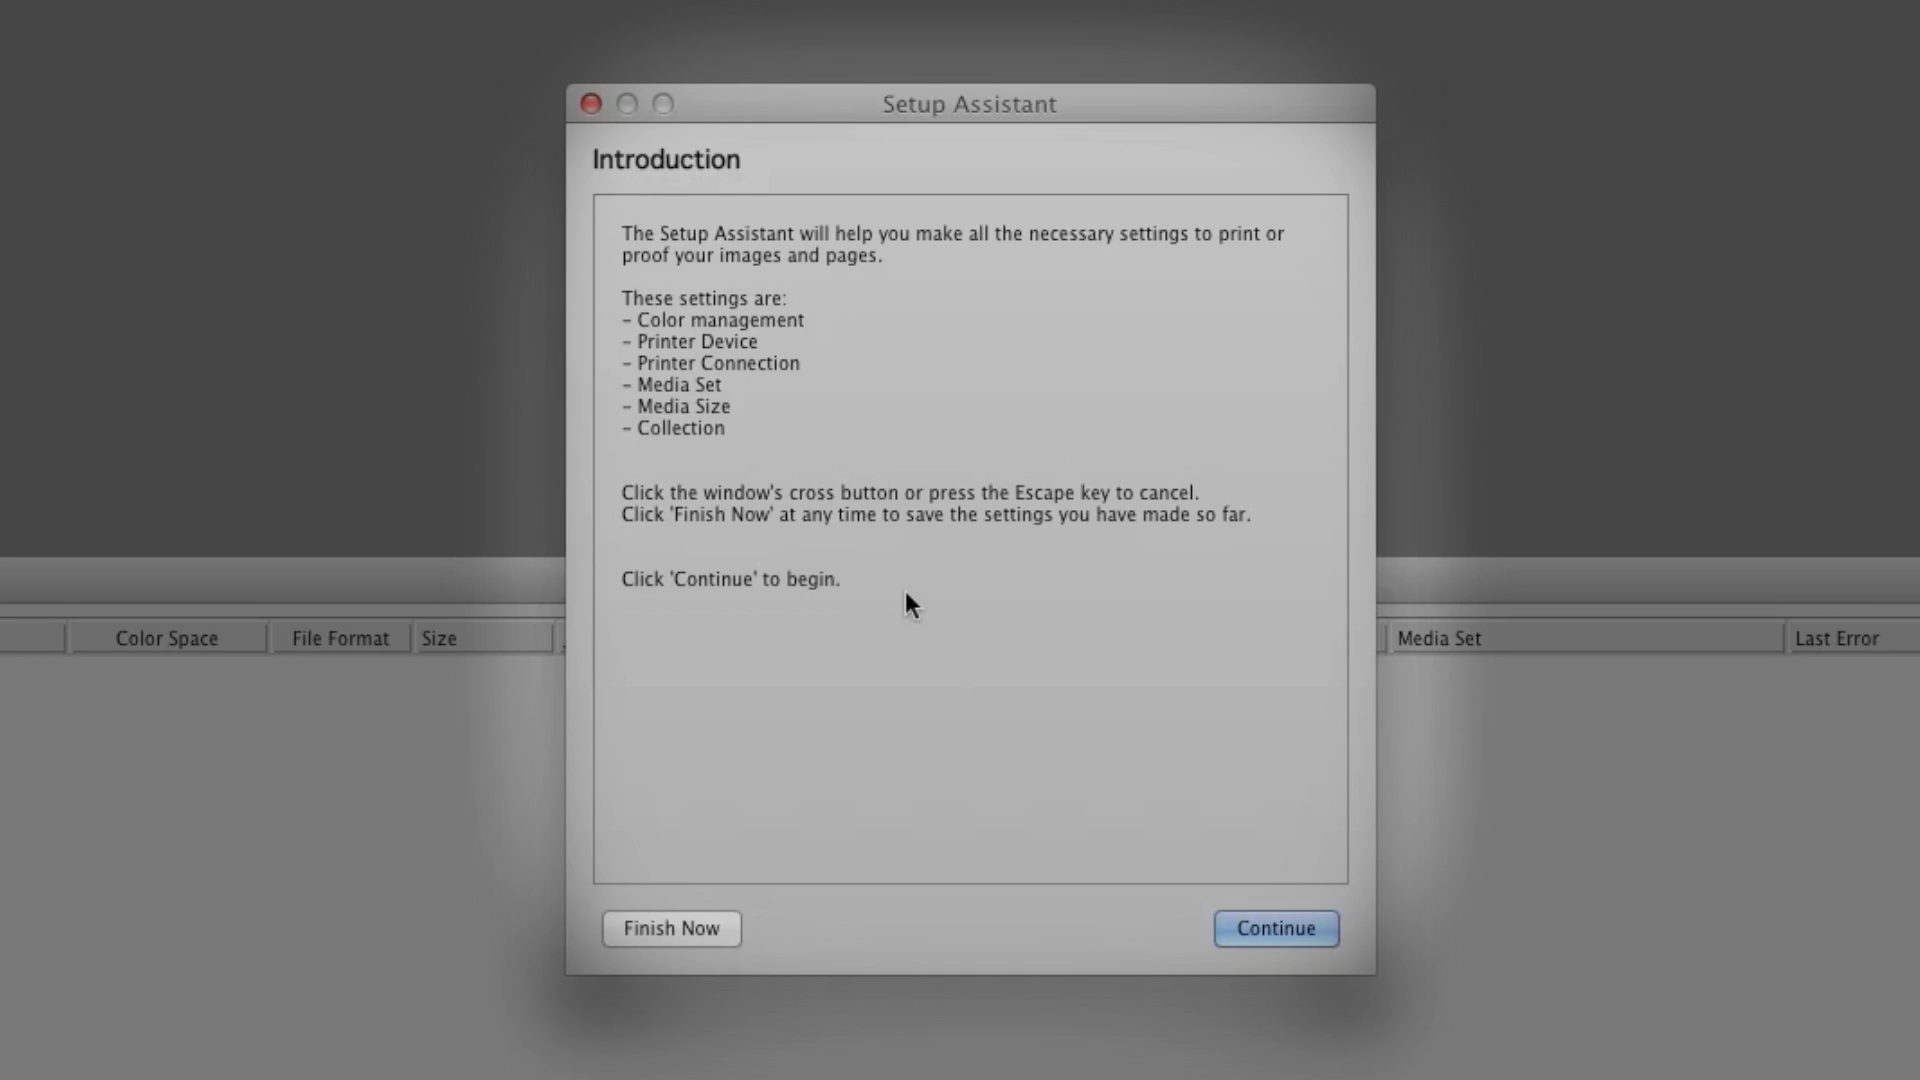 Setup Assistant
Introduction
The Setup Assistant will help you make all the necessary settings to print or
proof your images and pages.
These settings are:
- Color management
- Printer Device
- Printer Connection
- Media Set
- Media Size
- Collection
Click the window's cross button or press the Escape key to cancel.
Click 'Finish Now' at any time to save the settings you have made so far.
Click 'Continue' to begin.
Color Space File Format Size Media Set Last Error
Finish Now Continue